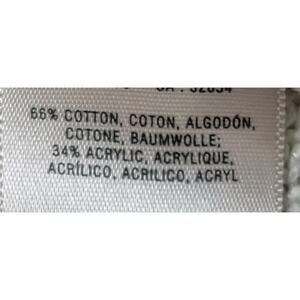 66% COTTON, COTON, ALGODÓN,
COTONE, BAUMWOLLE;
34% ACRYLIC, ACRYLIQUE,
ACRÍLICO, ACRILICO, ACRYL